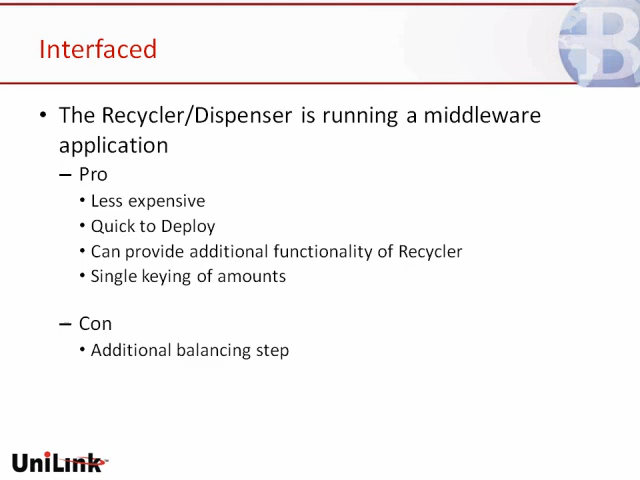 Interfaced
• The Recycler/Dispenser is running a middleware
application
– Pro
• Less expensive
• Quick to Deploy
• Can provide additional functionality of Recycler
• Single keying of amounts
– Con
• Additional balancing step
UniLink
B